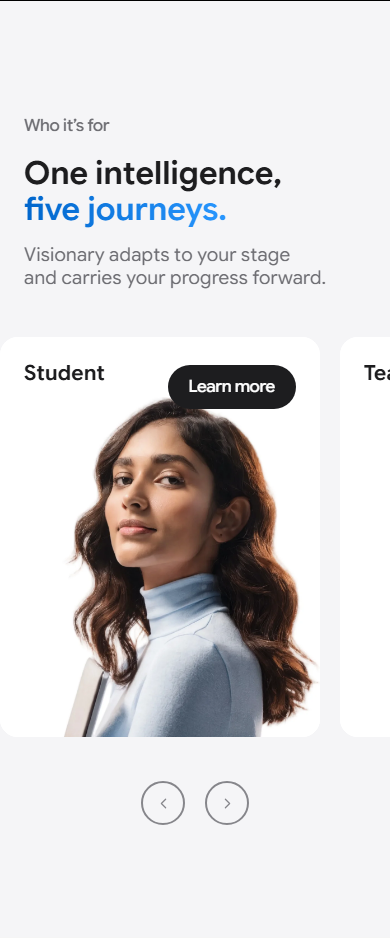 Who it's for
One intelligence,
five journeys.
Visionary adapts to your stage
and carries your progress forward.
Student
Learn more